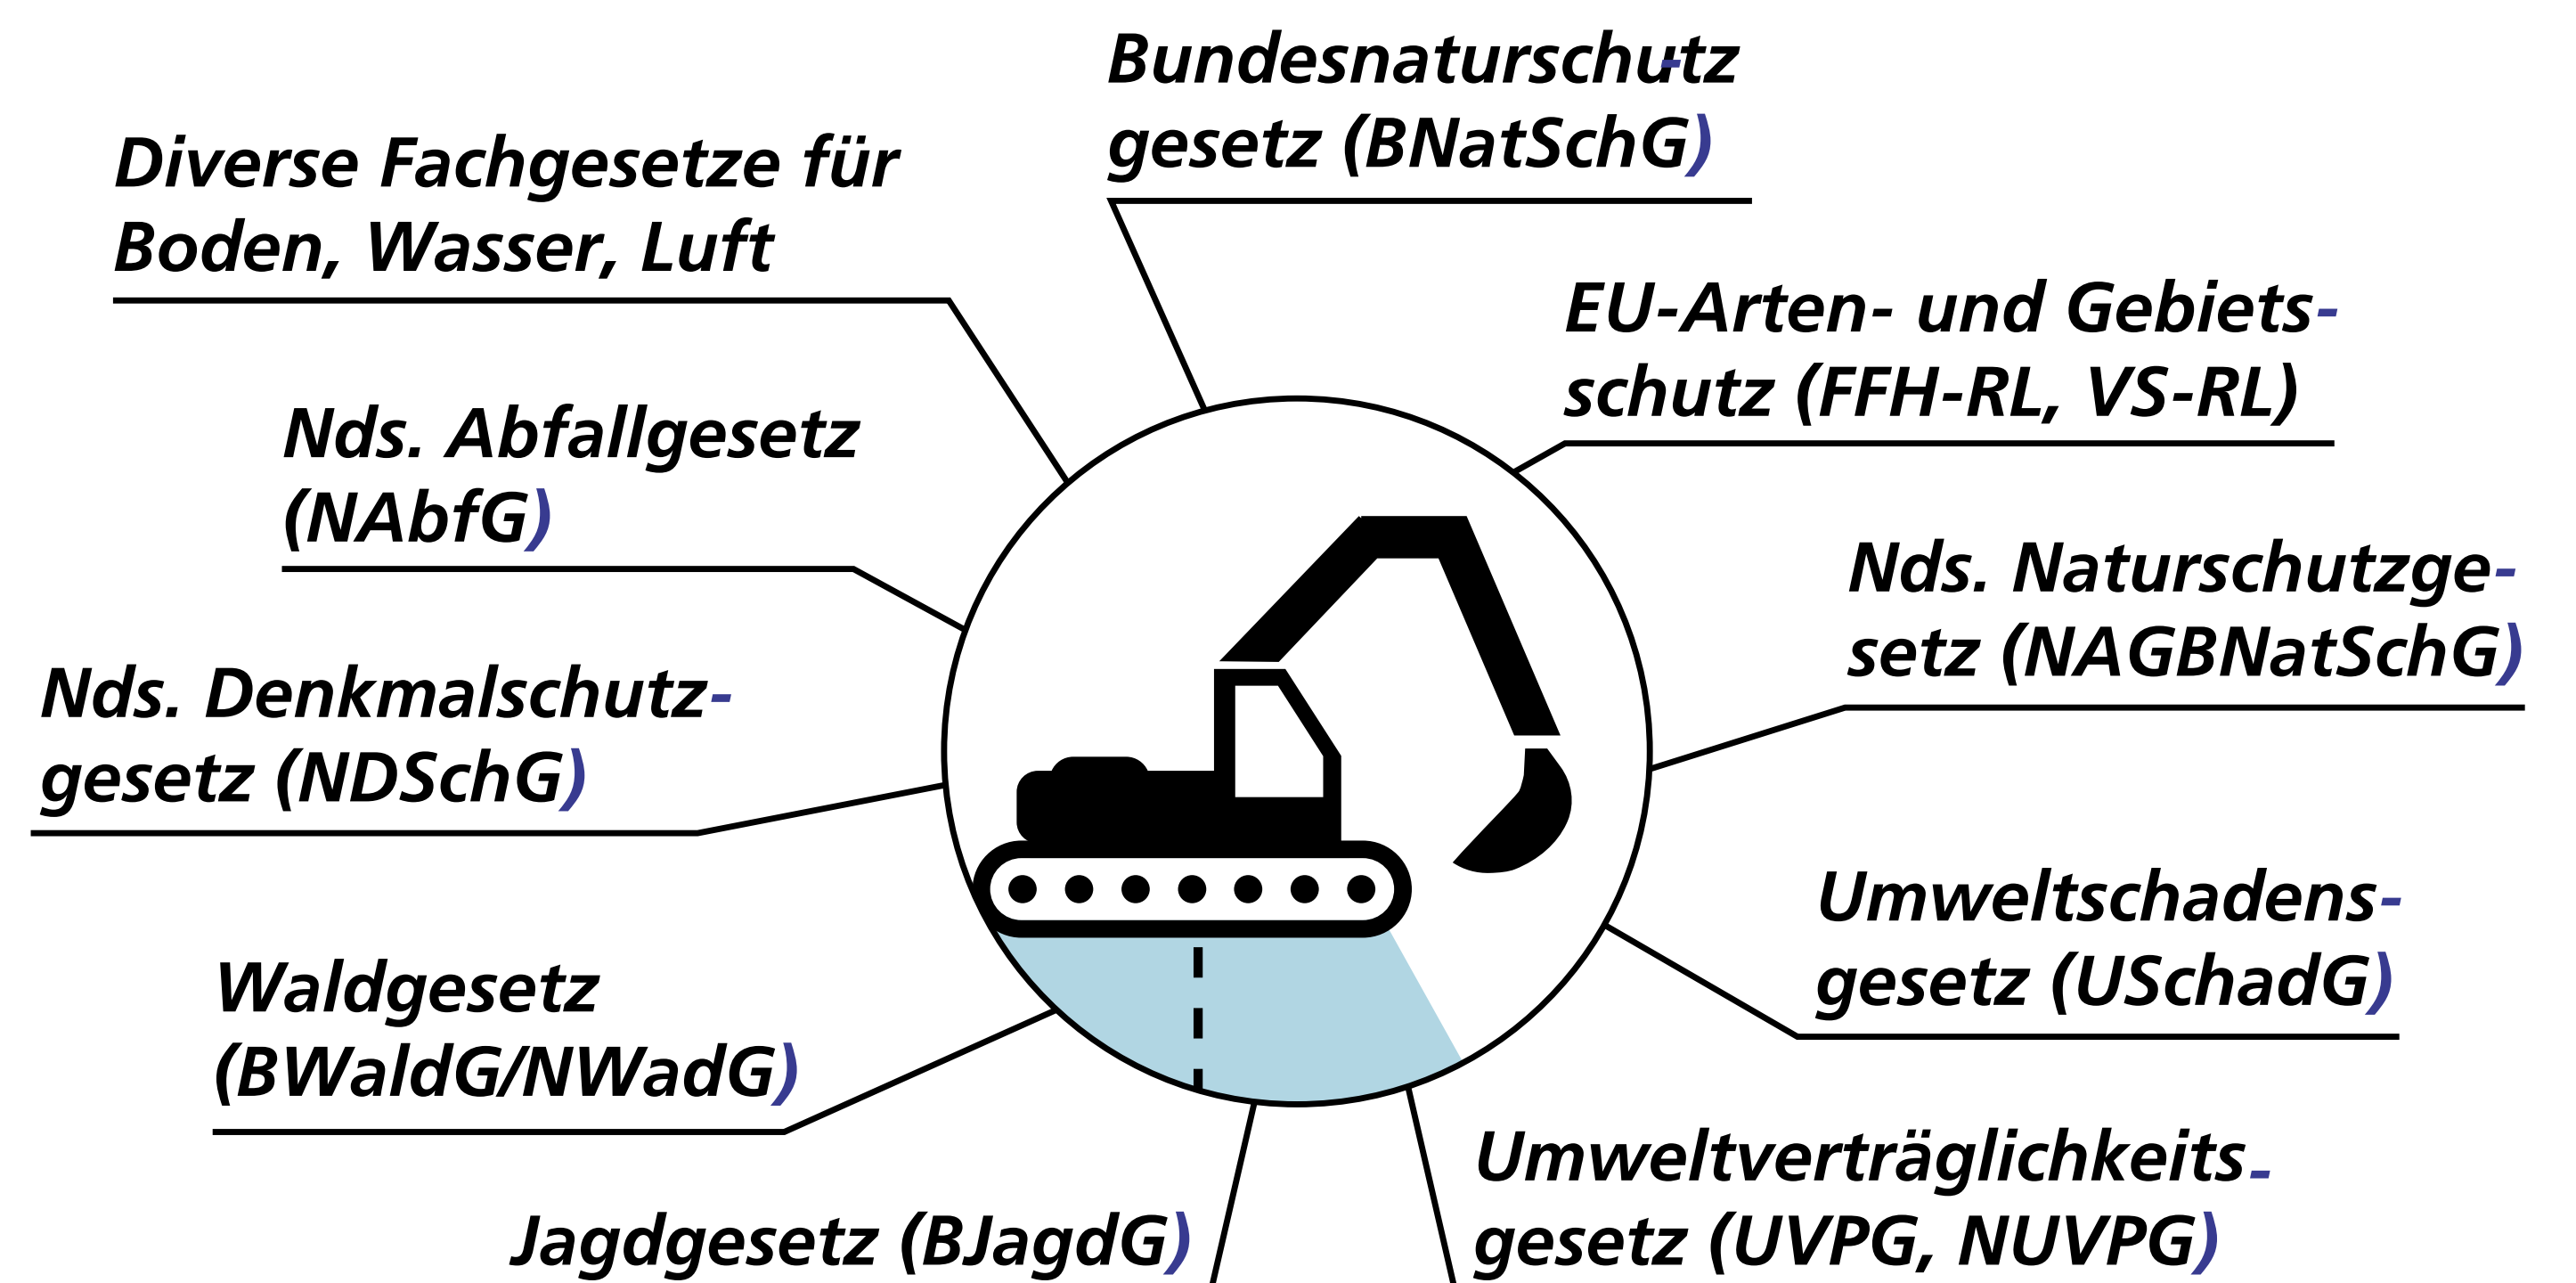 Bundesnaturschutz-
gesetz (BNatSchG)
Diverse Fachgesetze für
Boden, Wasser, Luft
EU-Arten- und Gebiets-
schutz (FFH-RL, VS-RL)
Nds. Abfallgesetz
(NAbfG)
Nds. Naturschutzge-
setz (NAGBNatSchG)
Nds. Denkmalschutz-
gesetz (NDSchG)
Umweltschadens-
gesetz (USchadG)
Waldgesetz
(BWaldG/NWadG)
Umweltverträglichkeits-
gesetz (UVPG, NUVPG)
Jagdgesetz (BJagdG)